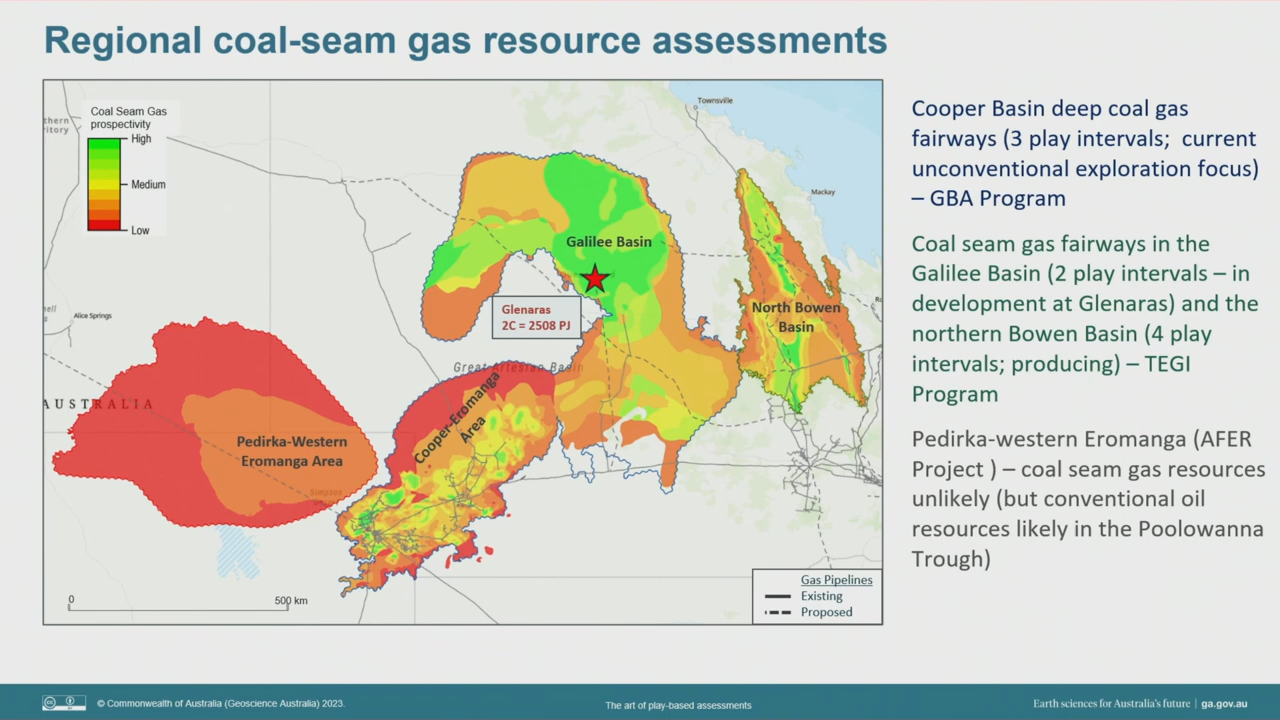 Regional coal-seam gas resource assessments
Coal Seam Gas
prospectivity
High
Medium
Low
thern
ritory
Townsville
Mackay
Galilee Basin
Glenaras
2C = 2508 PJ
North Bowen
Basin
Alice Springs
Great Artesian Basin
AUSTRALIA
Cooper-Eromanga
Area
Pedirka-Western
Eromanga Area
Simpson
0
500 km
Gas Pipelines
Existing
Proposed
Cooper Basin deep coal gas
fairways (3 play intervals; current
unconventional exploration focus)
– GBA Program
Coal seam gas fairways in the
Galilee Basin (2 play intervals – in
development at Glenaras) and the
northern Bowen Basin (4 play
intervals; producing) – TEGI
Program
Pedirka-western Eromanga (AFER
Project ) – coal seam gas resources
unlikely (but conventional oil
resources likely in the Poolowanna
Trough)
© Commonwealth of Australia (Geoscience Australia) 2023.
The art of play-based assessments
Earth sciences for Australia's future | ga.gov.au